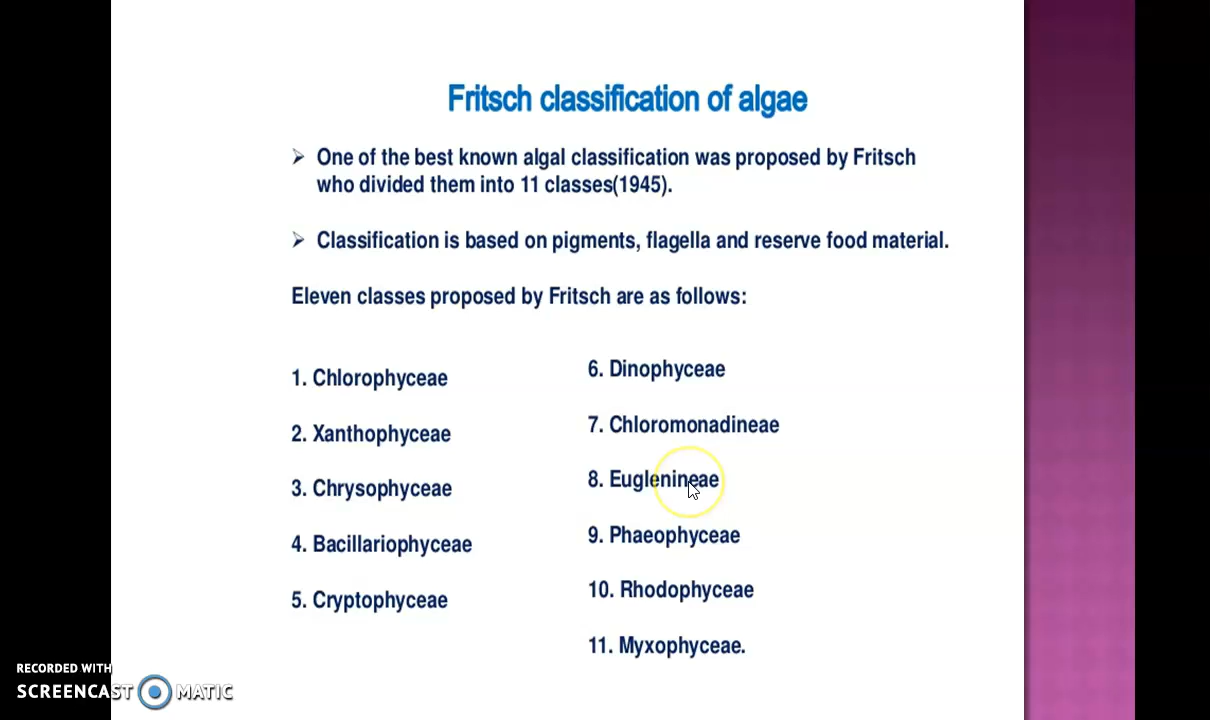 Fritsch classification of algae
One of the best known algal classification was proposed by Fritsch
who divided them into 11 classes(1945).
Classification is based on pigments, flagella and reserve food material.
Eleven classes proposed by Fritsch are as follows:
1. Chlorophyceae
2. Xanthophyceae
3. Chrysophyceae
4. Bacillariophyceae
5. Cryptophyceae
6. Dinophyceae
7. Chloromonadineae
8. Euglenineae
9. Phaeophyceae
10. Rhodophyceae
11. Myxophyceae.
RECORDED WITH
SCREENCAST MATIC